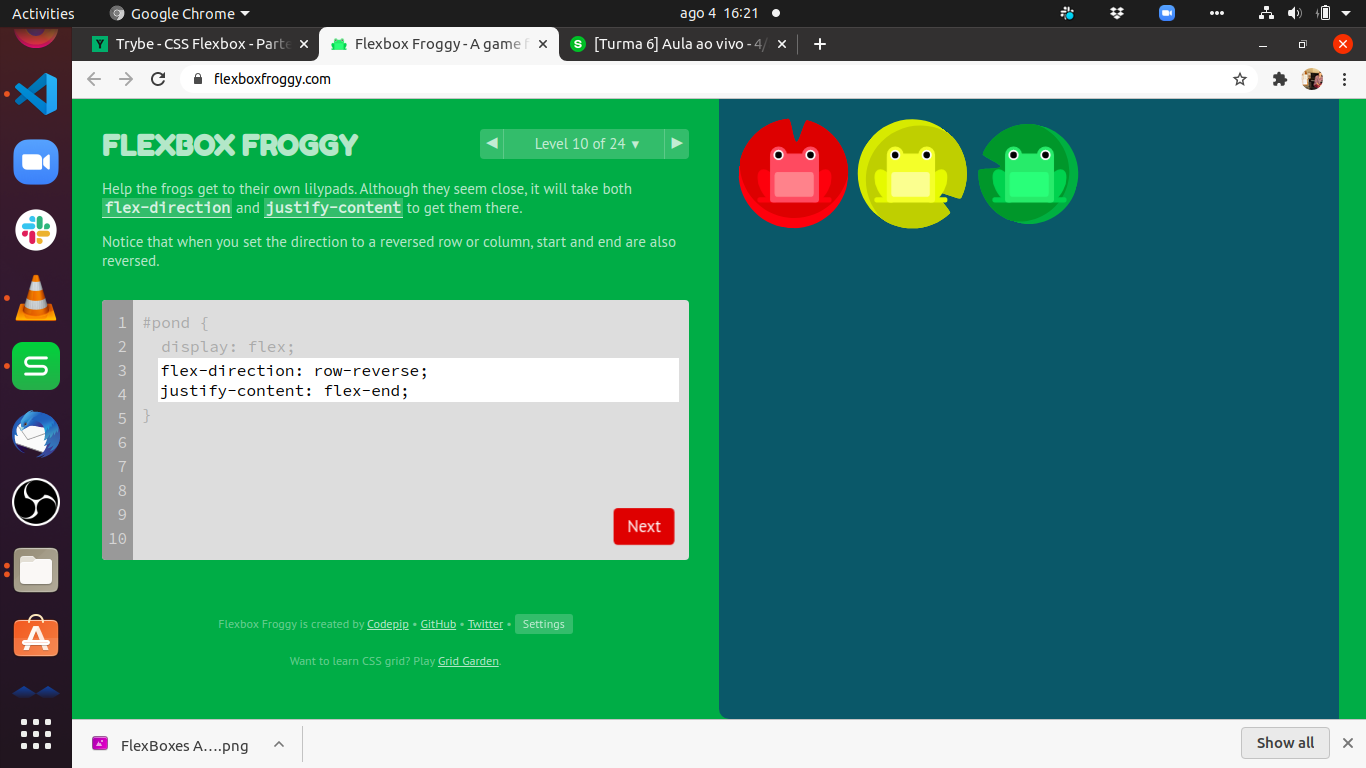 Activities
Google Chrome
ago 4 16:21
Trybe - CSS Flexbox - Parte
Flexbox Froggy - A game f
[Turma 6] Aula ao vivo - 4/
flexboxfroggy.com
FLEXBOX FROGGY
◀ Level 10 of 24 ▾ ▶
Help the frogs get to their own lilypads. Although they seem close, it will take both
flex-direction and justify-content to get them there.
Notice that when you set the direction to a reversed row or column, start and end are also
reversed.
1 #pond {
2 display: flex;
3 flex-direction: row-reverse;
4 justify-content: flex-end;
5 }
6
7
8
9
10
Next
Flexbox Froggy is created by Codepip • GitHub • Twitter • Settings
Want to learn CSS grid? Play Grid Garden.
FlexBoxes A....png
Show all